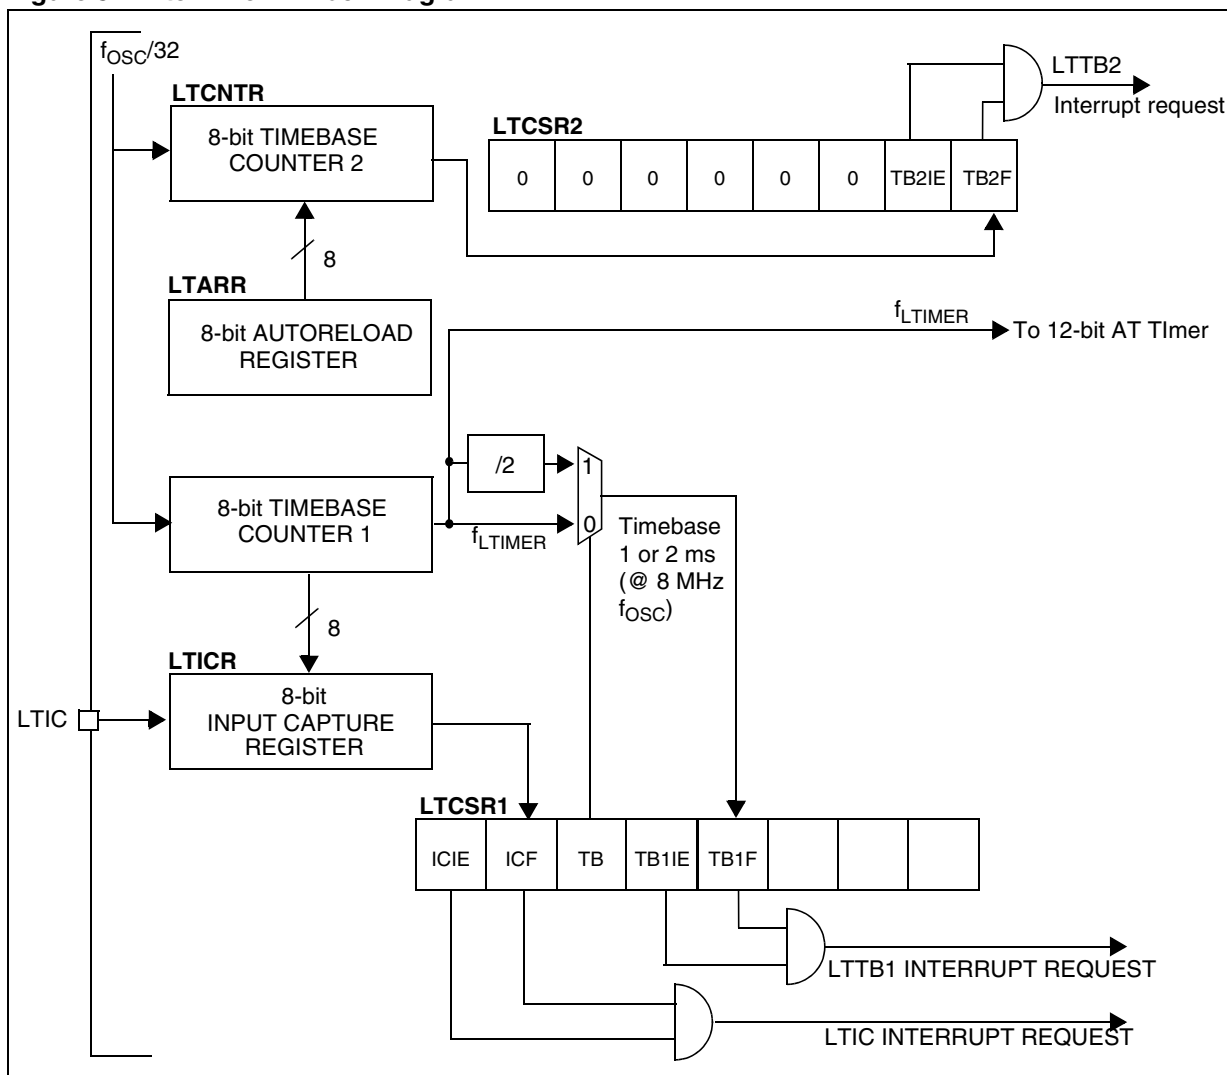 fOSC/32
LTCNTR
8-bit TIMEBASE
COUNTER 2
LTTB2
Interrupt request
LTCSR2
0 0 0 0 0 0 TB2IE TB2F
8
LTARR
8-bit AUTORELOAD
REGISTER
fLTIMER
To 12-bit AT TImer
/2
1
8-bit TIMEBASE
COUNTER 1
fLTIMER
0
Timebase
1 or 2 ms
(@ 8 MHz
fOSC)
8
LTICR
8-bit
INPUT CAPTURE
REGISTER
LTIC
LTCSR1
ICIE ICF TB TB1IE TB1F
LTTB1 INTERRUPT REQUEST
LTIC INTERRUPT REQUEST